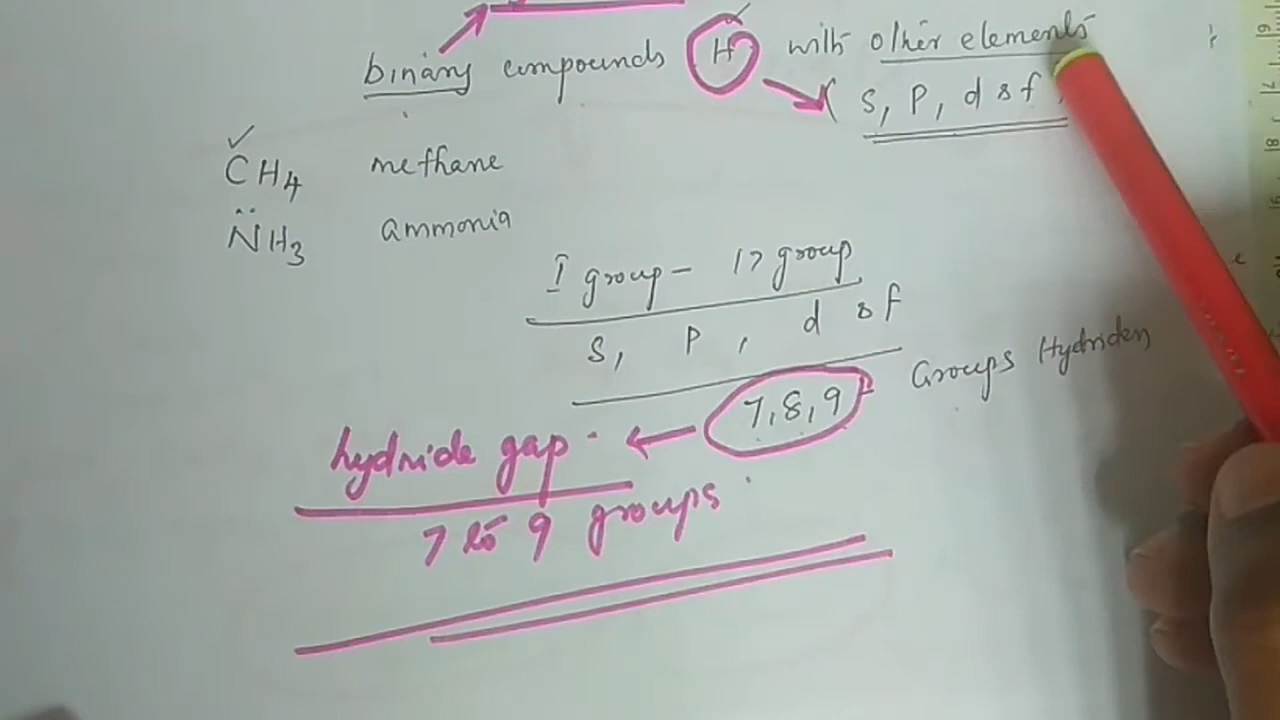 binary compounds H with other elements
( s, P, d & f
CH4 methane
NH3 ammonia
I group - 17 group
s, P, d & f
7, 8, 9 Groups Hydrides
hydride gap
7 to 9 groups